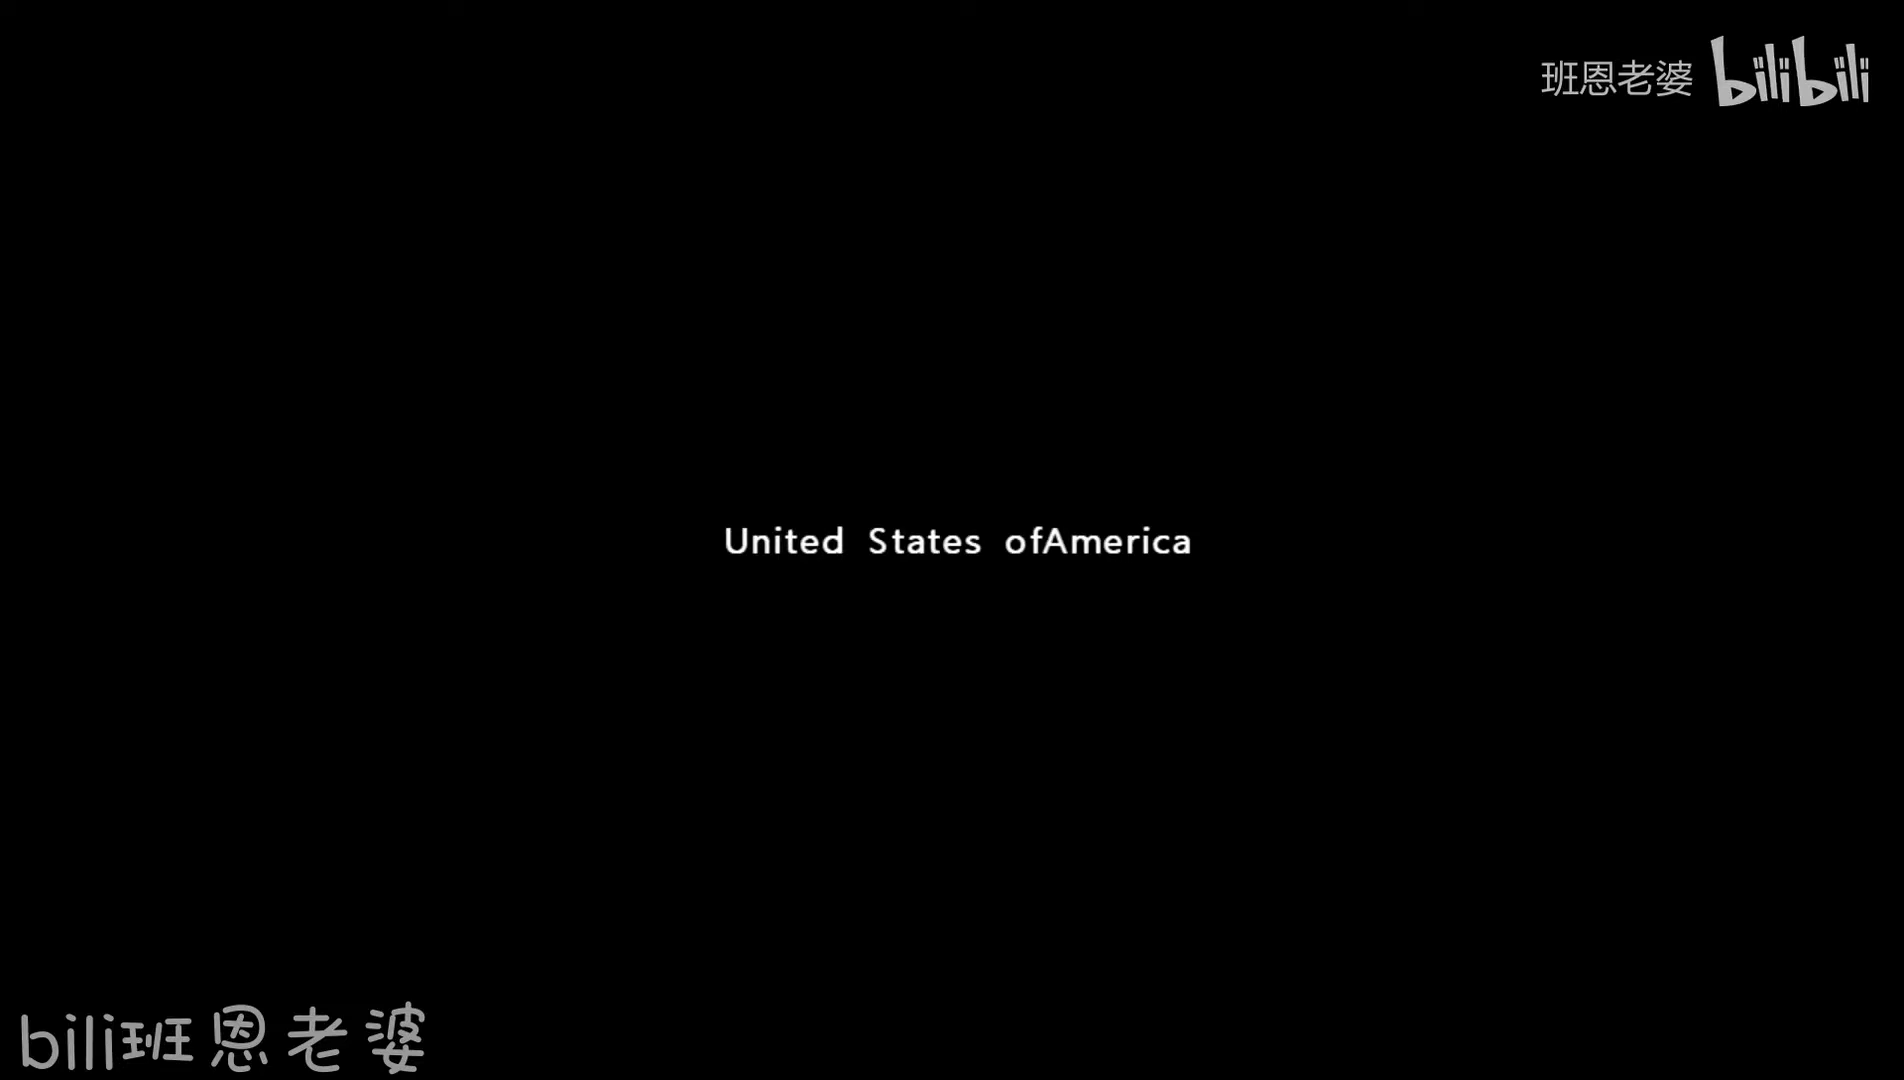 班恩老婆 bilibili
United States ofAmerica
bili班恩老婆